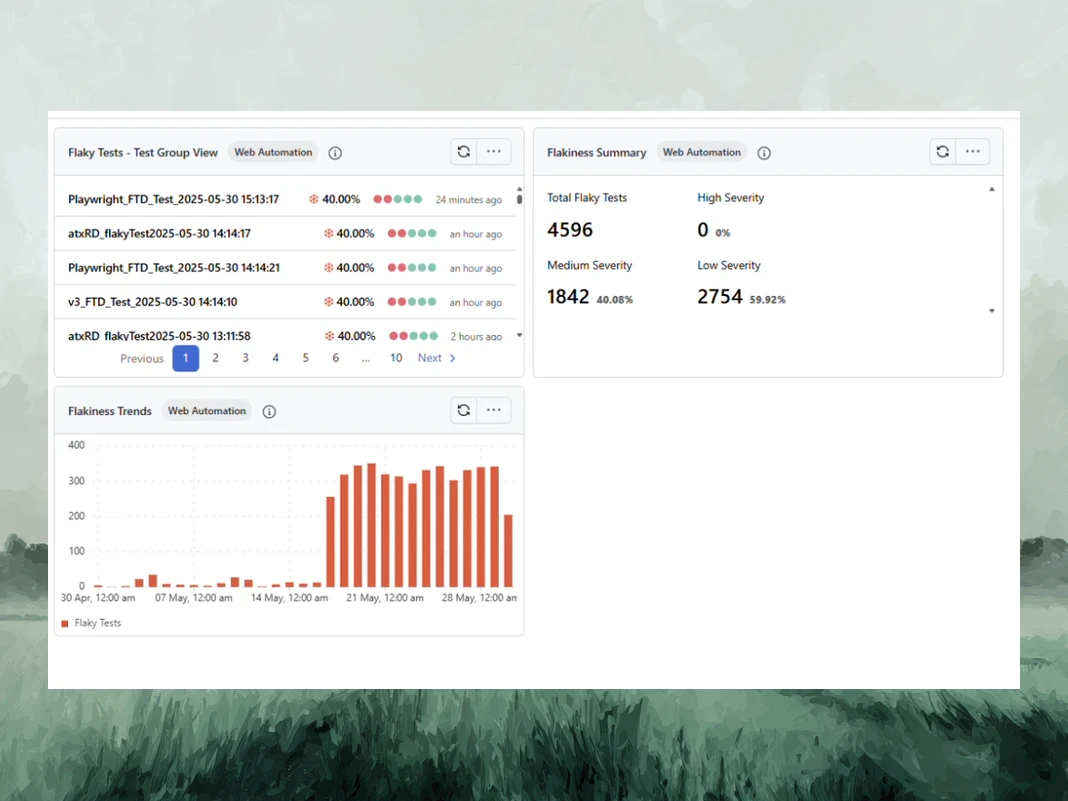 Flaky Tests - Test Group View Web Automation
Playwright_FTD_Test_2025-05-30 15:13:17 40.00% 24 minutes ago
atxRD_flakyTest2025-05-30 14:14:17 40.00% an hour ago
Playwright_FTD_Test_2025-05-30 14:14:21 40.00% an hour ago
v3_FTD_Test_2025-05-30 14:14:10 40.00% an hour ago
atxRD_flakyTest2025-05-30 13:11:58 40.00% 2 hours ago
Previous 1 2 3 4 5 6 ... 10 Next
Flakiness Summary Web Automation
Total Flaky Tests High Severity
4596 0 0%
Medium Severity Low Severity
1842 40.08% 2754 59.92%
Flakiness Trends Web Automation
400
300
200
100
0
30 Apr, 12:00 am 07 May, 12:00 am 14 May, 12:00 am 21 May, 12:00 am 28 May, 12:00 am
Flaky Tests